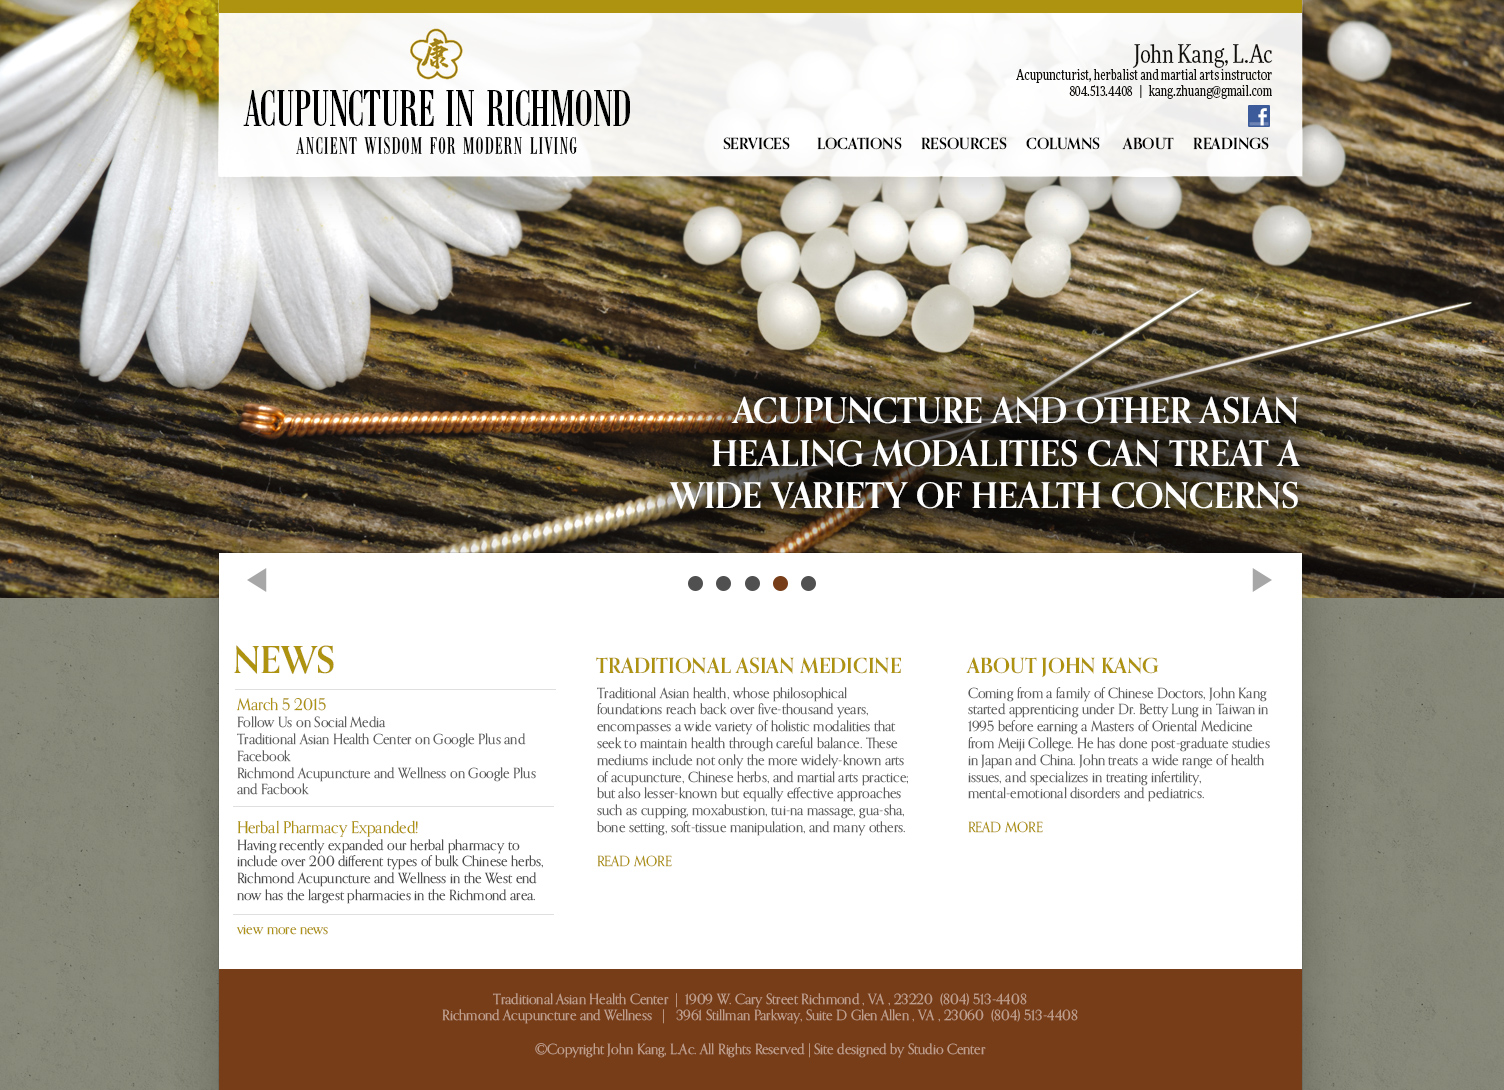 康
ACUPUNCTURE IN RICHMOND
ANCIENT WISDOM FOR MODERN LIVING
John Kang, L.Ac
Acupuncturist, herbalist and martial arts instructor
804.513.4408 | kang.zhuang@gmail.com
f
SERVICES LOCATIONS RESOURCES COLUMNS ABOUT READINGS
ACUPUNCTURE AND OTHER ASIAN
HEALING MODALITIES CAN TREAT A
WIDE VARIETY OF HEALTH CONCERNS
NEWS
March 5 2015
Follow Us on Social Media
Traditional Asian Health Center on Google Plus and
Facebook
Richmond Acupuncture and Wellness on Google Plus
and Facbook
Herbal Pharmacy Expanded!
Having recently expanded our herbal pharmacy to
include over 200 different types of bulk Chinese herbs,
Richmond Acupuncture and Wellness in the West end
now has the largest pharmacies in the Richmond area.
view more news
TRADITIONAL ASIAN MEDICINE
Traditional Asian health, whose philosophical
foundations reach back over five-thousand years,
encompasses a wide variety of holistic modalities that
seek to maintain health through careful balance. These
mediums include not only the more widely-known arts
of acupuncture, Chinese herbs, and martial arts practice;
but also lesser-known but equally effective approaches
such as cupping, moxabustion, tui-na massage, gua-sha,
bone setting, soft-tissue manipulation, and many others.
READ MORE
ABOUT JOHN KANG
Coming from a family of Chinese Doctors, John Kang
started apprenticing under Dr. Betty Lung in Taiwan in
1995 before earning a Masters of Oriental Medicine
from Meiji College. He has done post-graduate studies
in Japan and China. John treats a wide range of health
issues, and specializes in treating infertility,
mental-emotional disorders and pediatrics.
READ MORE
Traditional Asian Health Center | 1909 W. Cary Street Richmond , VA , 23220 (804) 513-4408
Richmond Acupuncture and Wellness | 3961 Stillman Parkway, Suite D Glen Allen , VA , 23060 (804) 513-4408
©Copyright John Kang, L.Ac. All Rights Reserved | Site designed by Studio Center